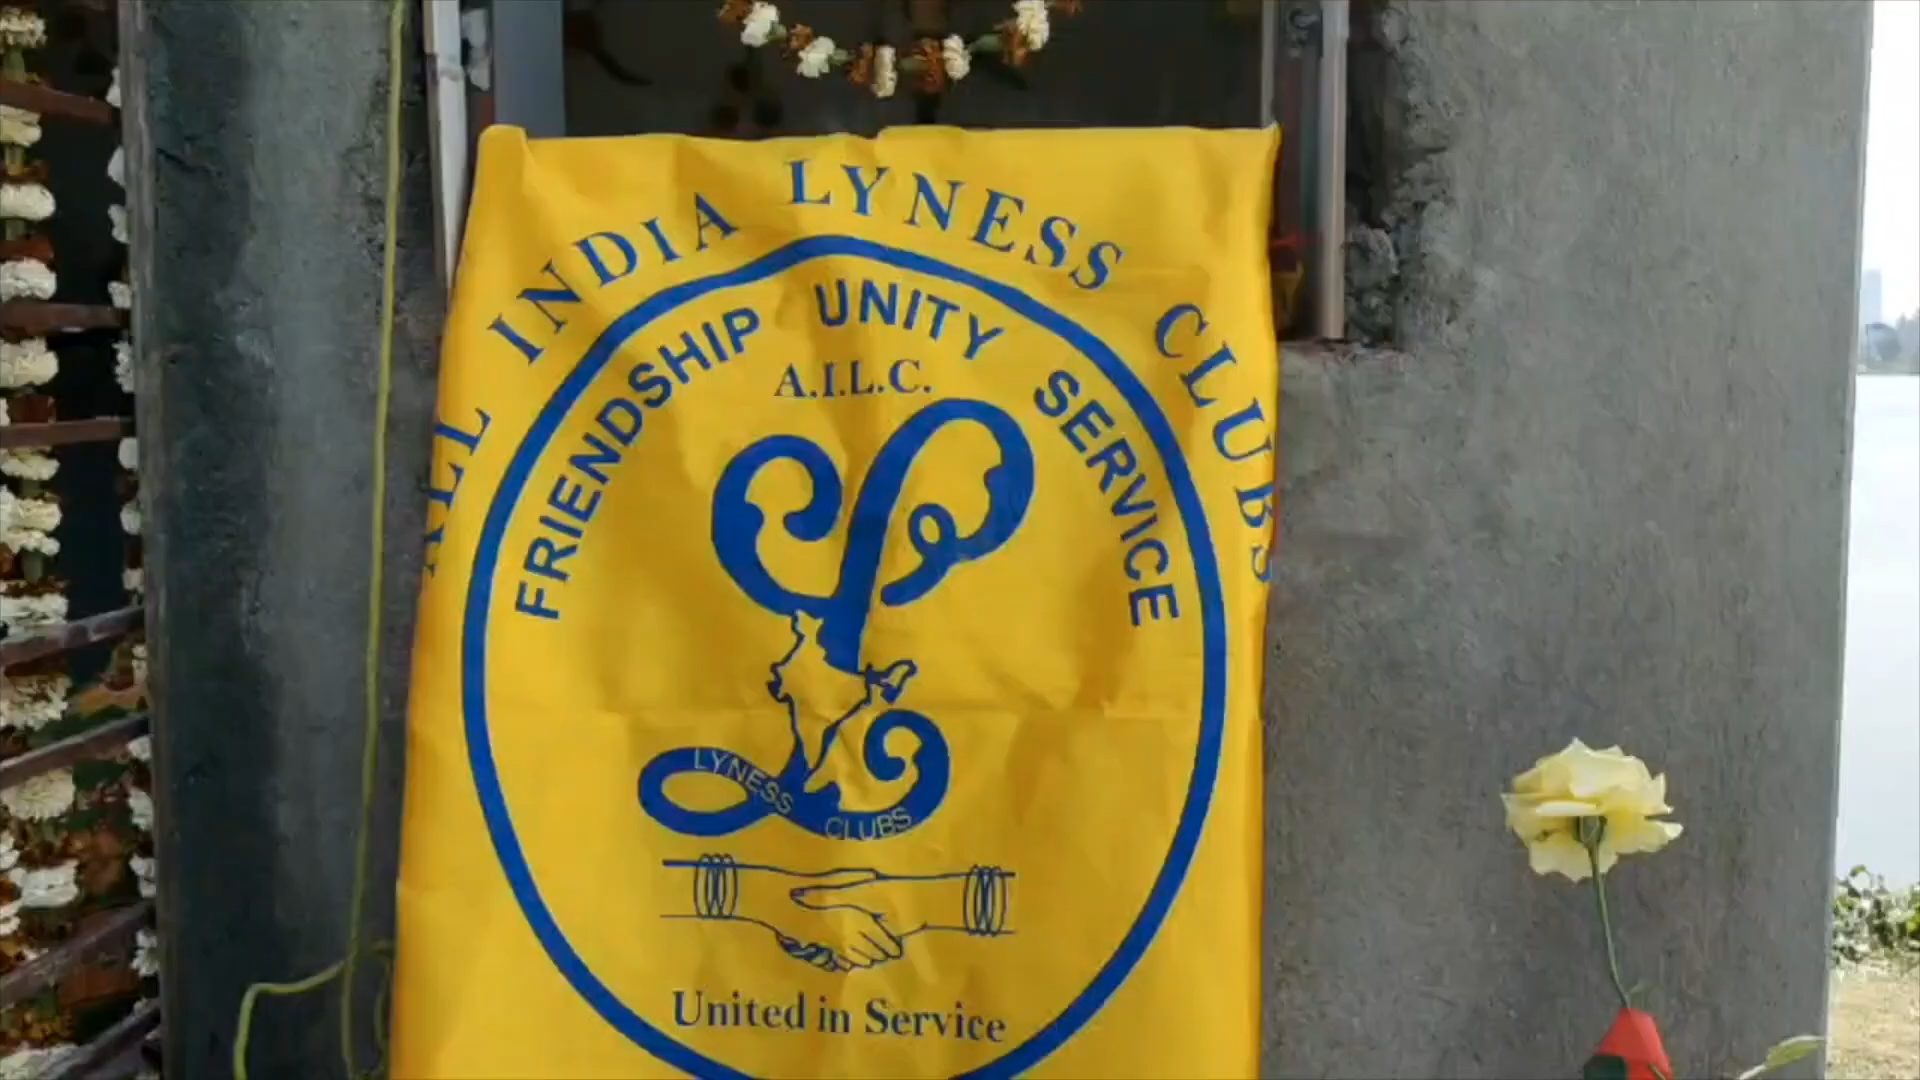 ALL INDIA LYNESS CLUBS
FRIENDSHIP UNITY SERVICE
A.I.L.C.
LYNESS CLUBS
United in Service